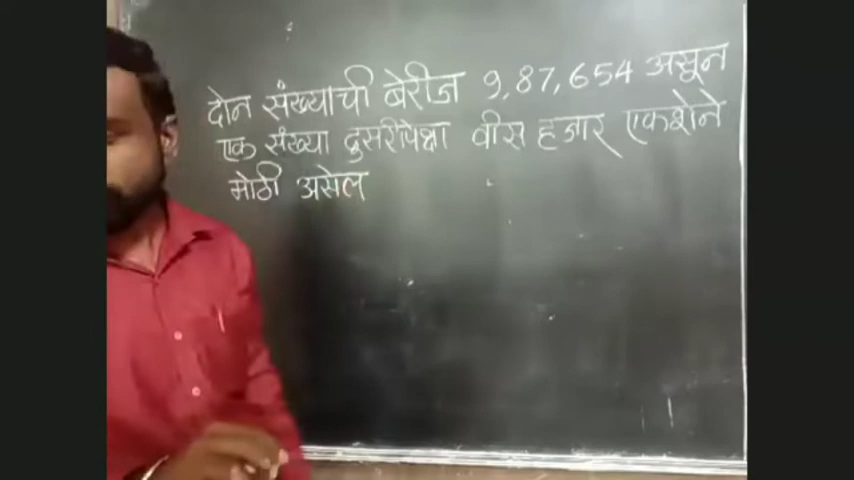 दोन संख्याची बेरीज 9,87,654 असून
एक संख्या दुसरीपेक्षा वीस हजार एकशेने
मोठी असेल